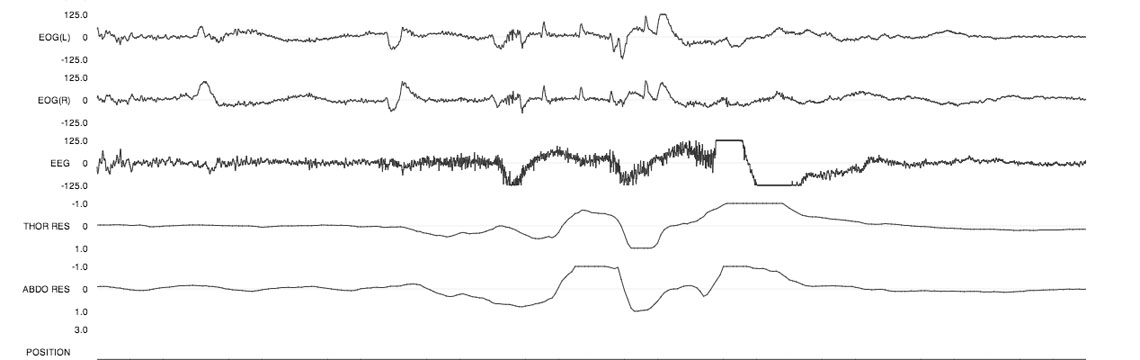 125.0
EOG(L) 0
-125.0
125.0
EOG(R) 0
-125.0
125.0
EEG 0
-125.0
-1.0
THOR RES 0
1.0
-1.0
ABDO RES 0
1.0
3.0
POSITION